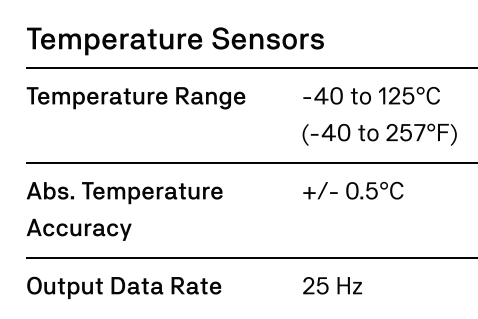 Temperature Sensors
Temperature Range -40 to 125°C
(-40 to 257°F)
Abs. Temperature +/- 0.5°C
Accuracy
Output Data Rate 25 Hz